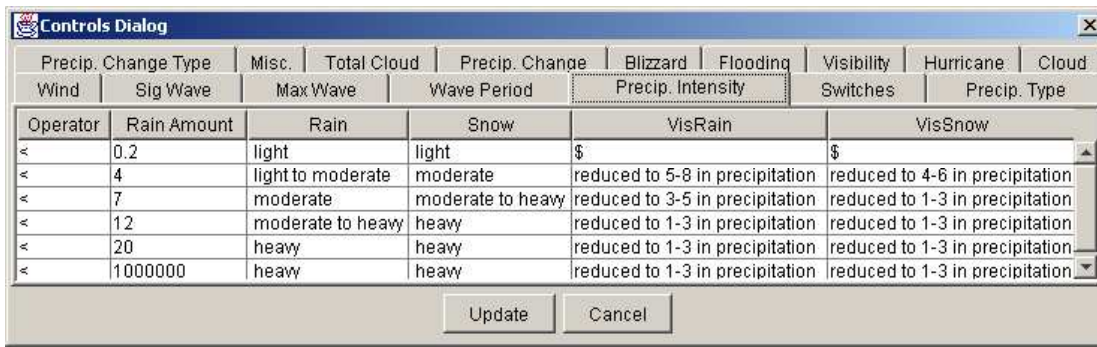 Controls Dialog
Precip. Change Type Misc. Total Cloud Precip. Change Blizzard Flooding Visibility Hurricane Cloud
Wind Sig Wave Max Wave Wave Period Precip. Intensity Switches Precip. Type
Operator Rain Amount Rain Snow VisRain VisSnow
< 0.2 light light $ $
< 4 light to moderate moderate reduced to 5-8 in precipitation reduced to 4-6 in precipitation
< 7 moderate moderate to heavy reduced to 3-5 in precipitation reduced to 1-3 in precipitation
< 12 moderate to heavy heavy reduced to 1-3 in precipitation reduced to 1-3 in precipitation
< 20 heavy heavy reduced to 1-3 in precipitation reduced to 1-3 in precipitation
< 1000000 heavy heavy reduced to 1-3 in precipitation reduced to 1-3 in precipitation
Update Cancel